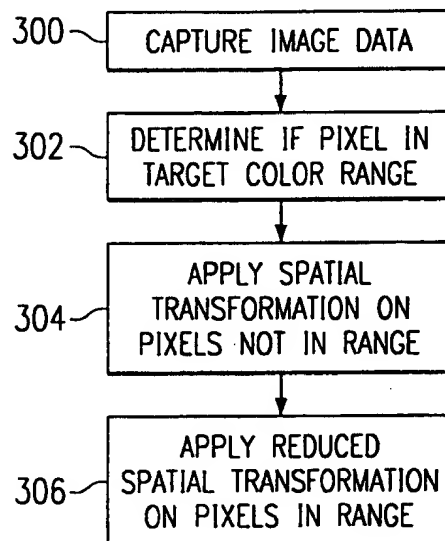 300
CAPTURE IMAGE DATA
302
DETERMINE IF PIXEL IN
TARGET COLOR RANGE
304
APPLY SPATIAL
TRANSFORMATION ON
PIXELS NOT IN RANGE
306
APPLY REDUCED
SPATIAL TRANSFORMATION
ON PIXELS IN RANGE